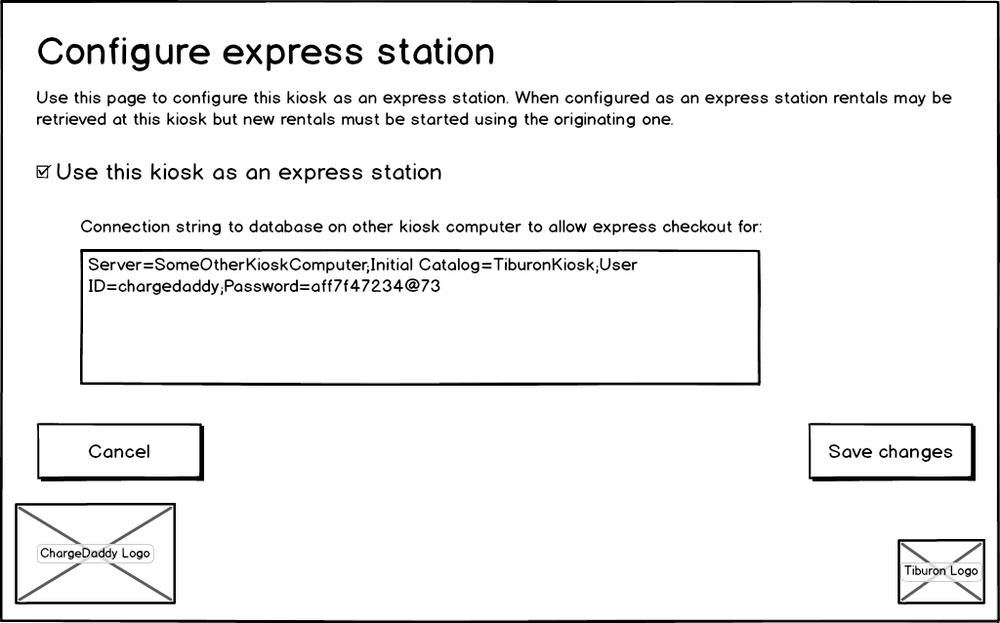 Configure express station
Use this page to configure this kiosk as an express station. When configured as an express station rentals may be
retrieved at this kiosk but new rentals must be started using the originating one.
Use this kiosk as an express station
Connection string to database on other kiosk computer to allow express checkout for:
Server=SomeOtherKioskComputer;Initial Catalog=TiburonKiosk;User
ID=chargedaddy;Password=aff7f47234@73
Cancel
Save changes
ChargeDaddy Logo
Tiburon Logo